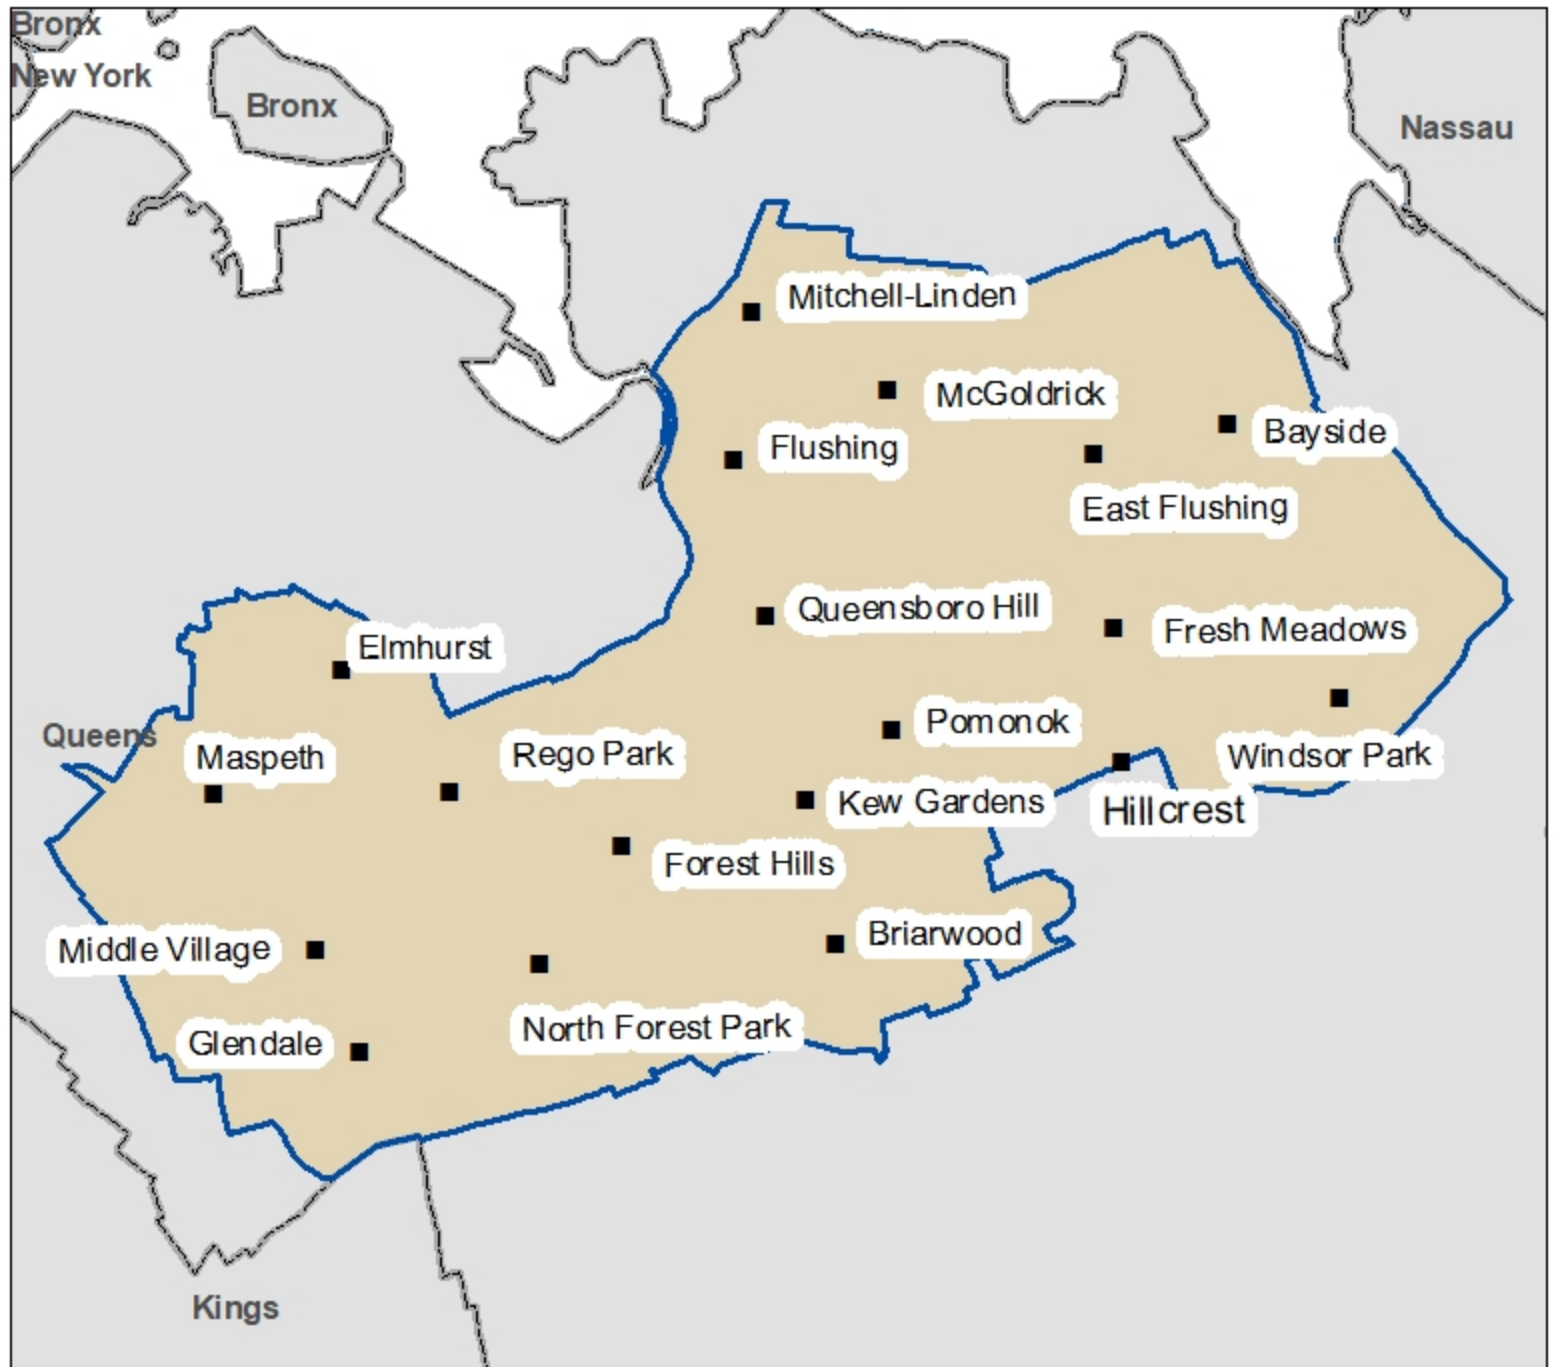 Bronx
New York
Bronx
Nassau
Mitchell-Linden
McGoldrick
Bayside
Flushing
East Flushing
Queensboro Hill
Fresh Meadows
Elmhurst
Pomonok
Queens
Maspeth
Rego Park
Windsor Park
Kew Gardens
Hillcrest
Forest Hills
Briarwood
Middle Village
North Forest Park
Glendale
Kings